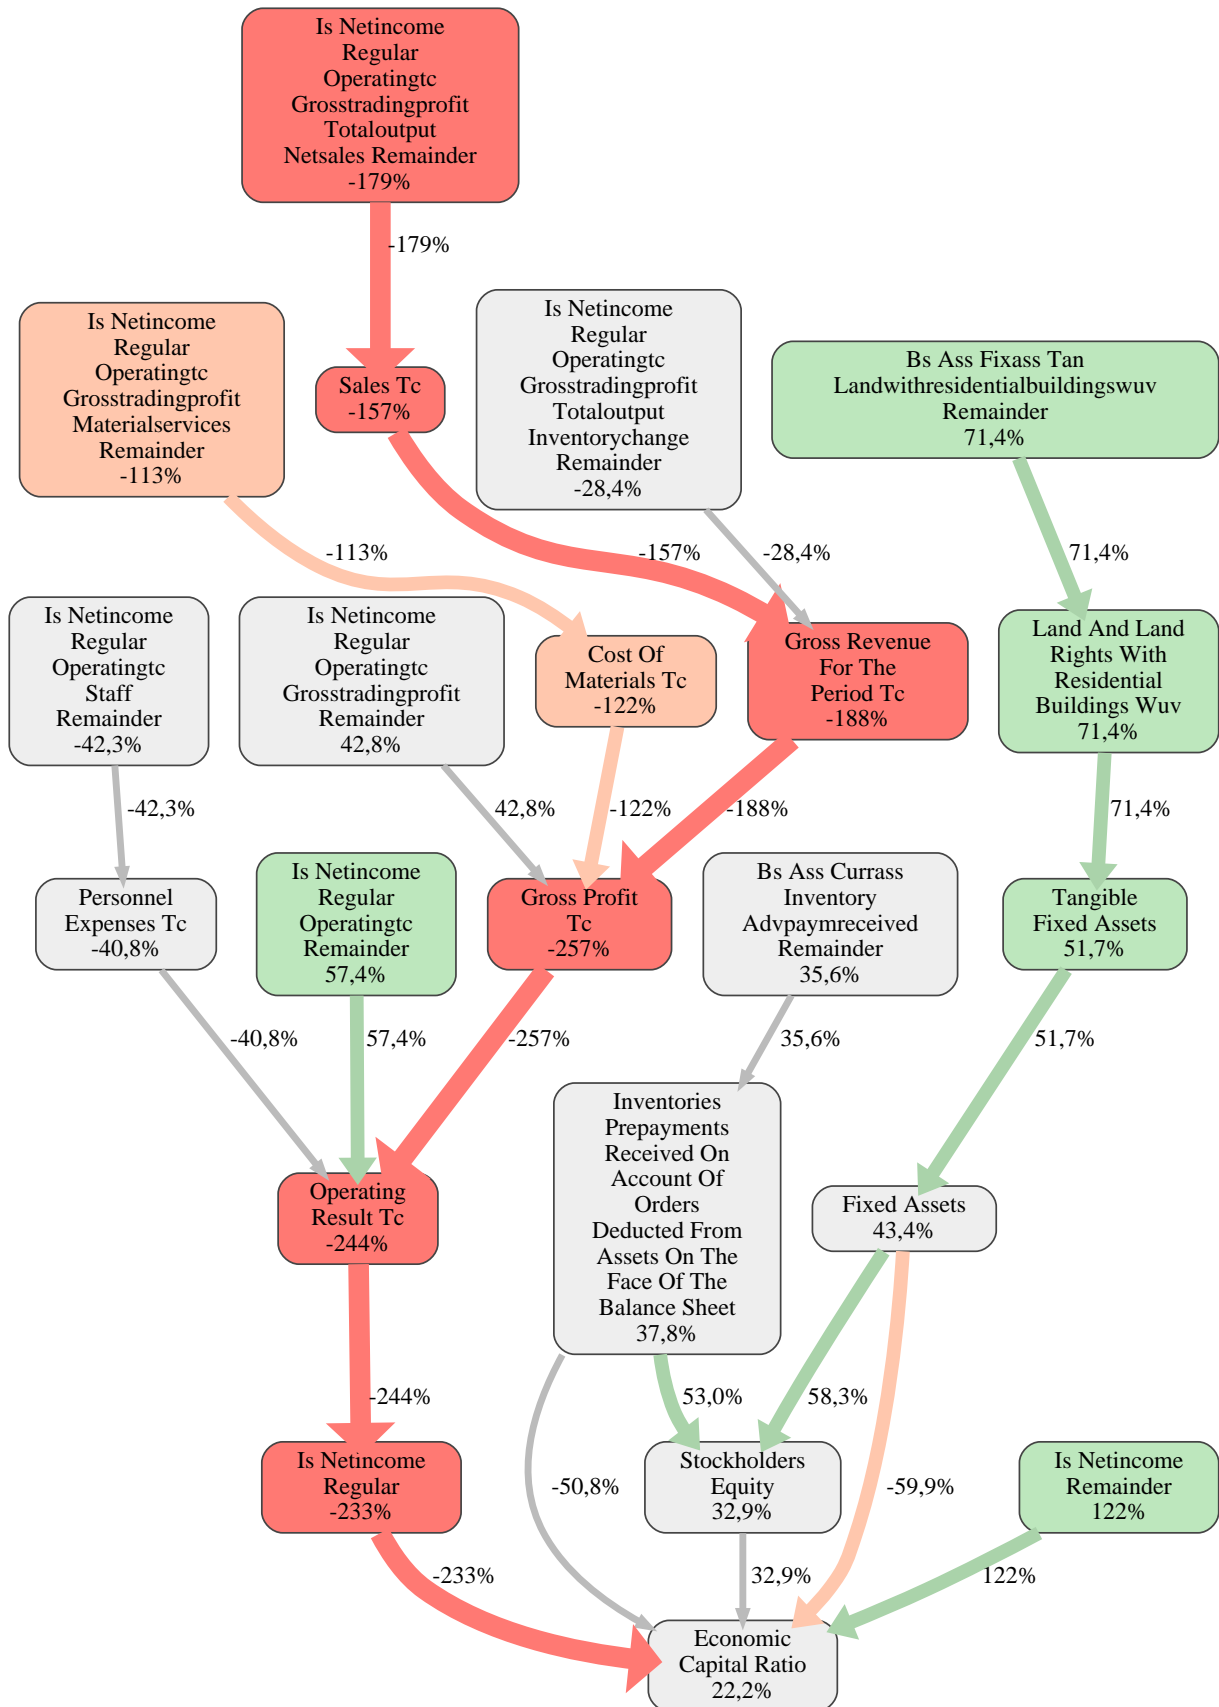 Is Netincome
Regular
Operatingtc
Grosstradingprofit
Totaloutput
Netsales Remainder
-179%
-179%
Is Netincome
Regular
Operatingtc
Grosstradingprofit
Materialservices
Remainder
-113%
Sales Tc
-157%
Is Netincome
Regular
Operatingtc
Grosstradingprofit
Totaloutput
Inventorychange
Remainder
-28,4%
Bs Ass Fixass Tan
Landwithresidentialbuildingswuv
Remainder
71,4%
-113%
-157%
-28,4%
71,4%
Is Netincome
Regular
Operatingtc
Staff
Remainder
-42,3%
Is Netincome
Regular
Operatingtc
Grosstradingprofit
Remainder
42,8%
Cost Of
Materials Tc
-122%
Gross Revenue
For The
Period Tc
-188%
Land And Land
Rights With
Residential
Buildings Wuv
71,4%
-42,3%
42,8%
-122%
-188%
71,4%
Personnel
Expenses Tc
-40,8%
Is Netincome
Regular
Operatingtc
Remainder
57,4%
Gross Profit
Tc
-257%
Bs Ass Currass
Inventory
Advpaymreceived
Remainder
35,6%
Tangible
Fixed Assets
51,7%
-40,8%
57,4%
-257%
35,6%
51,7%
Inventories
Prepayments
Received On
Account Of
Orders
Deducted From
Assets On The
Face Of The
Balance Sheet
37,8%
Operating
Result Tc
-244%
Fixed Assets
43,4%
-244%
53,0%
58,3%
Is Netincome
Regular
-233%
-50,8%
Stockholders
Equity
32,9%
-59,9%
Is Netincome
Remainder
122%
-233%
32,9%
122%
Economic
Capital Ratio
22,2%